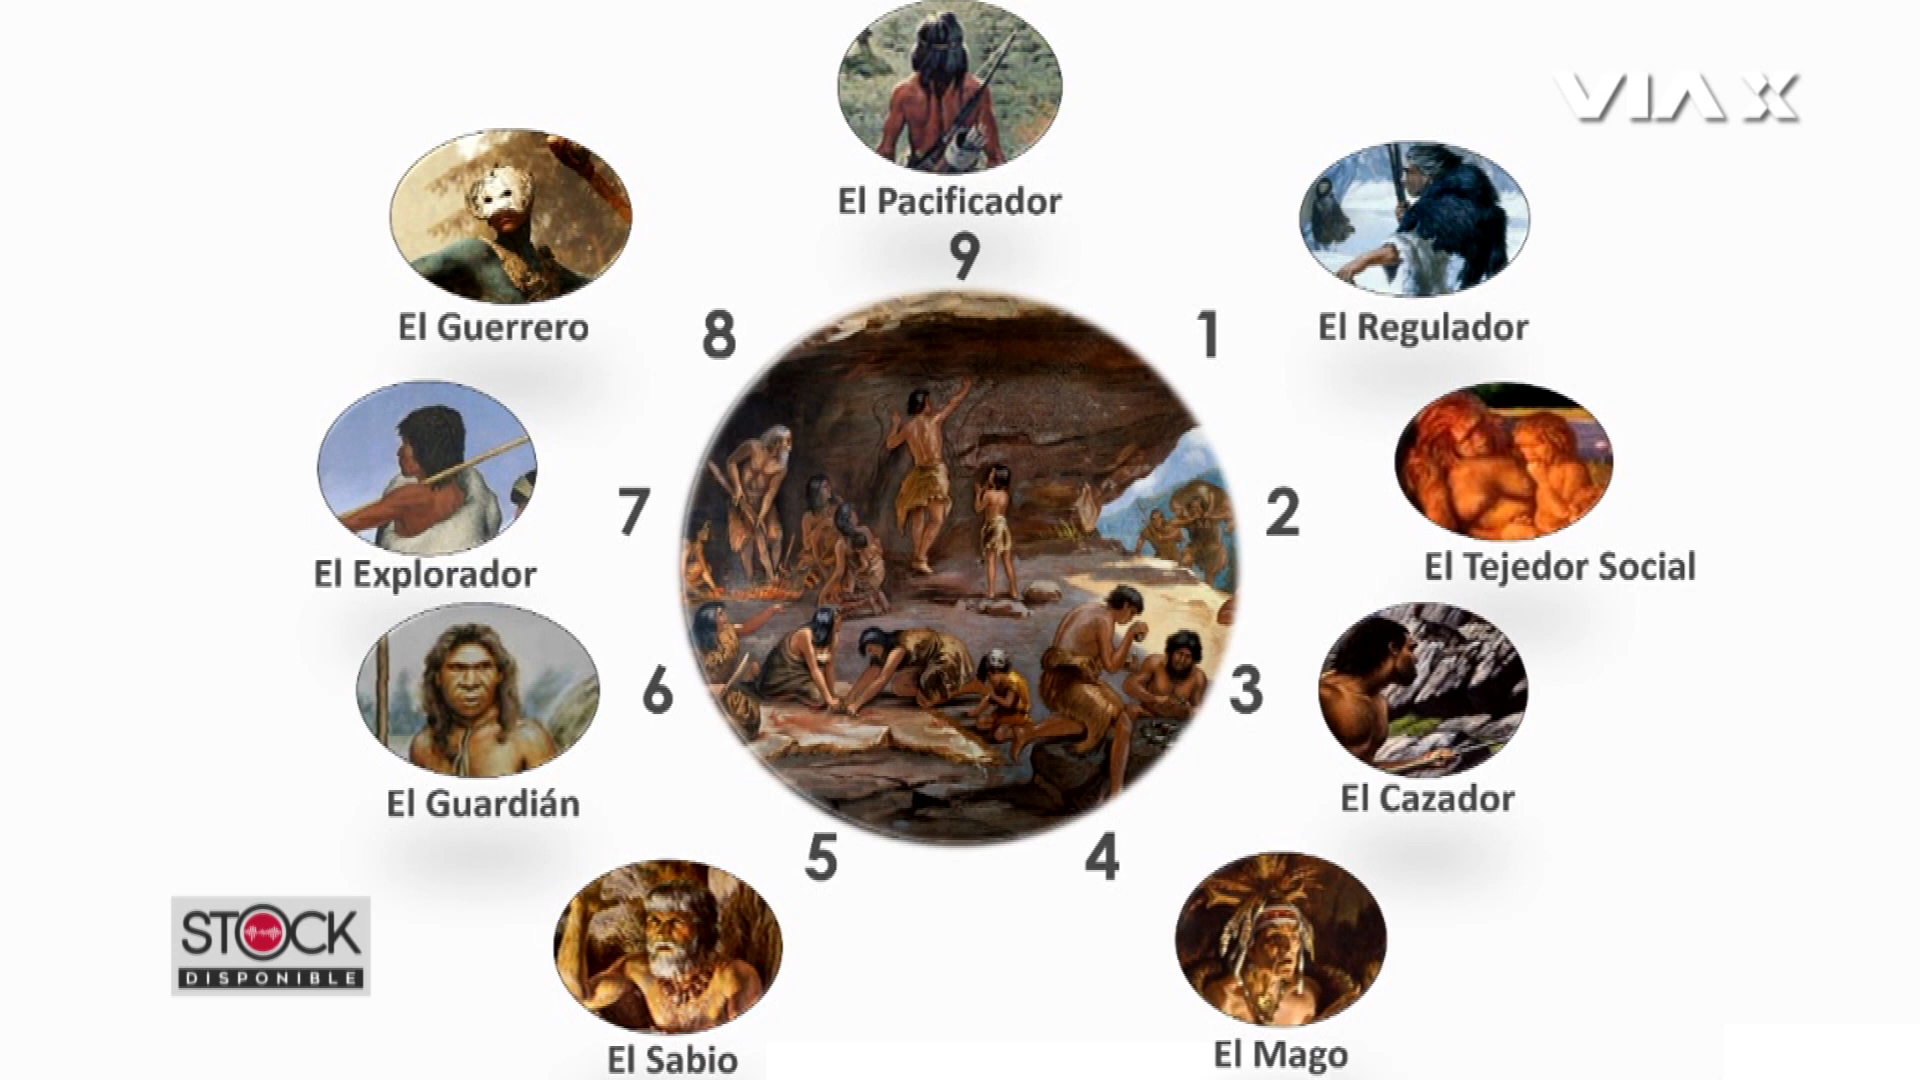 VIA X
El Pacificador
9
El Guerrero
8
1
El Regulador
El Explorador
7
2
El Tejedor Social
El Guardián
6
3
El Cazador
5
4
El Sabio
El Mago
STOCK
DISPONIBLE